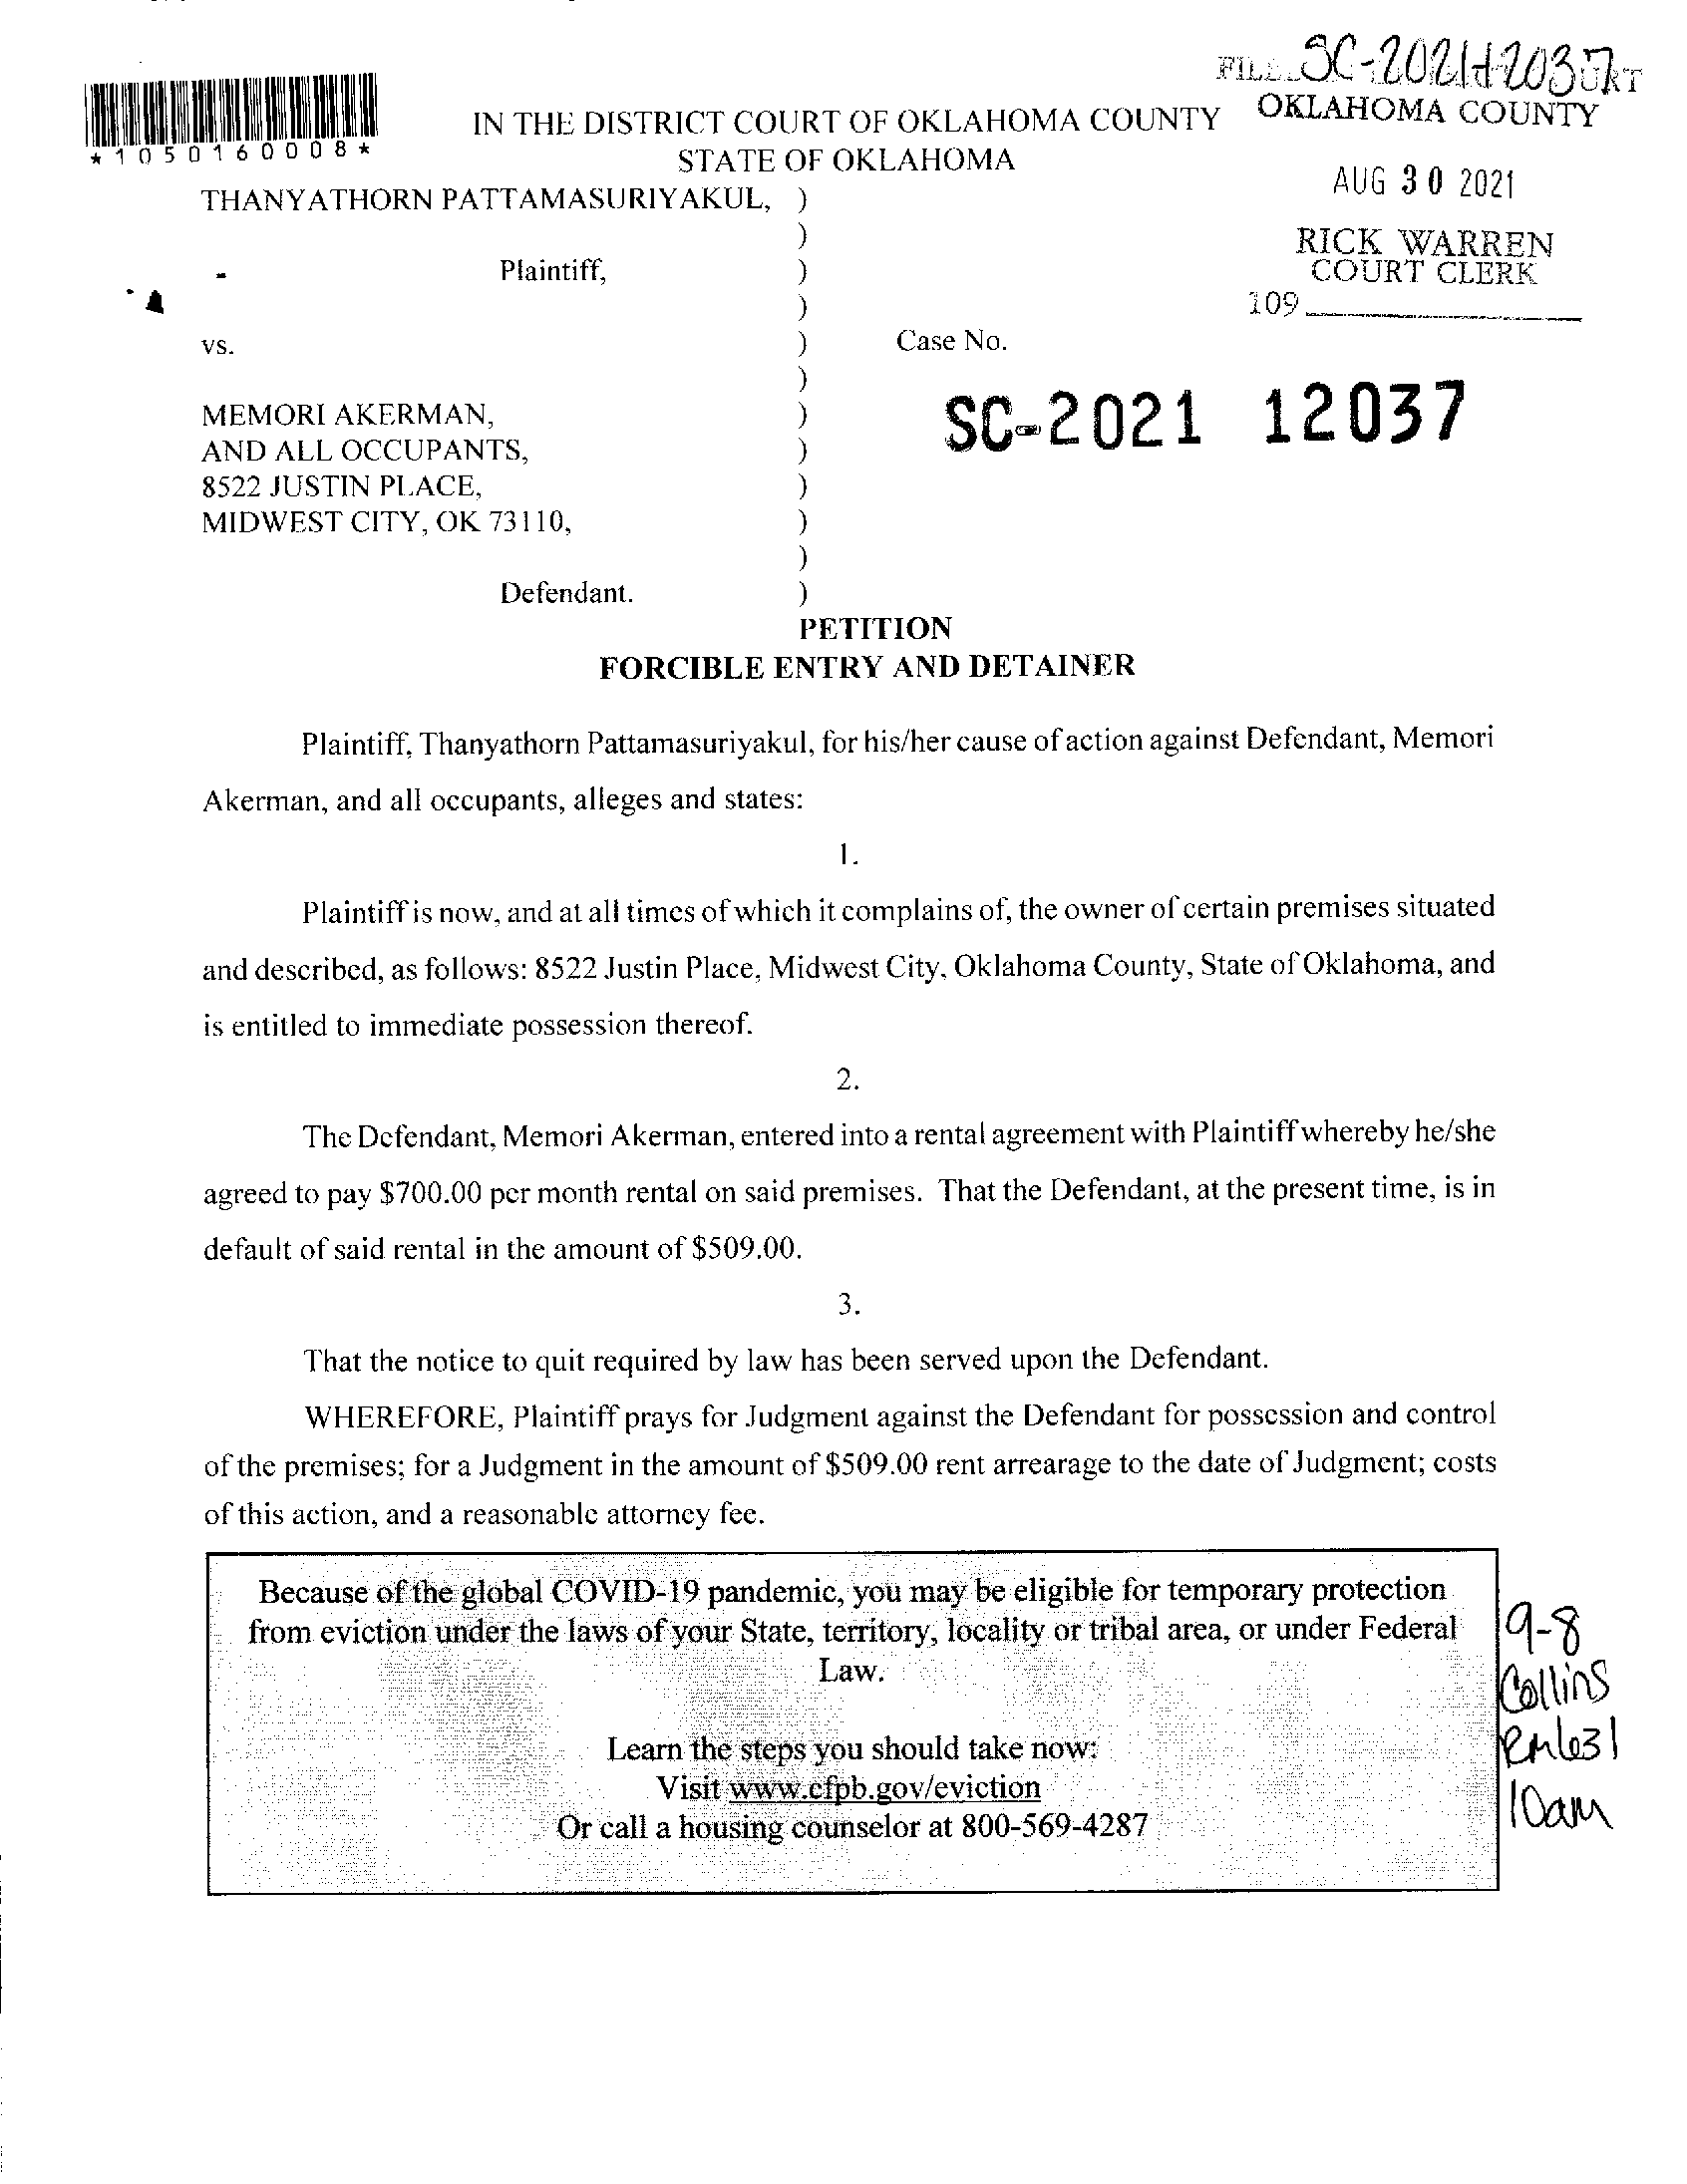 SC-2021-12037
OKLAHOMA COUNTY
*1050160008*
IN THE DISTRICT COURT OF OKLAHOMA COUNTY
STATE OF OKLAHOMA
AUG 30 2021
RICK WARREN
COURT CLERK
109
THANYATHORN PATTAMASURIYAKUL, )
)
Plaintiff, )
)
vs. ) Case No.
)
SC-2021 12037
MEMORI AKERMAN, )
AND ALL OCCUPANTS, )
8522 JUSTIN PLACE, )
MIDWEST CITY, OK 73110, )
)
Defendant. )
PETITION
FORCIBLE ENTRY AND DETAINER
Plaintiff, Thanyathorn Pattamasuriyakul, for his/her cause of action against Defendant, Memori
Akerman, and all occupants, alleges and states:
1.
Plaintiff is now, and at all times of which it complains of, the owner of certain premises situated
and described, as follows: 8522 Justin Place, Midwest City, Oklahoma County, State of Oklahoma, and
is entitled to immediate possession thereof.
2.
The Defendant, Memori Akerman, entered into a rental agreement with Plaintiff whereby he/she
agreed to pay $700.00 per month rental on said premises. That the Defendant, at the present time, is in
default of said rental in the amount of $509.00.
3.
That the notice to quit required by law has been served upon the Defendant.
WHEREFORE, Plaintiff prays for Judgment against the Defendant for possession and control
of the premises; for a Judgment in the amount of $509.00 rent arrearage to the date of Judgment; costs
of this action, and a reasonable attorney fee.
Because of the global COVID-19 pandemic, you may be eligible for temporary protection
from eviction under the laws of your State, territory, locality or tribal area, or under Federal
Law.
Learn the steps you should take now:
Visit www.cfpb.gov/eviction
Or call a housing counselor at 800-569-4287
9-8
Collins
Rm631
10am